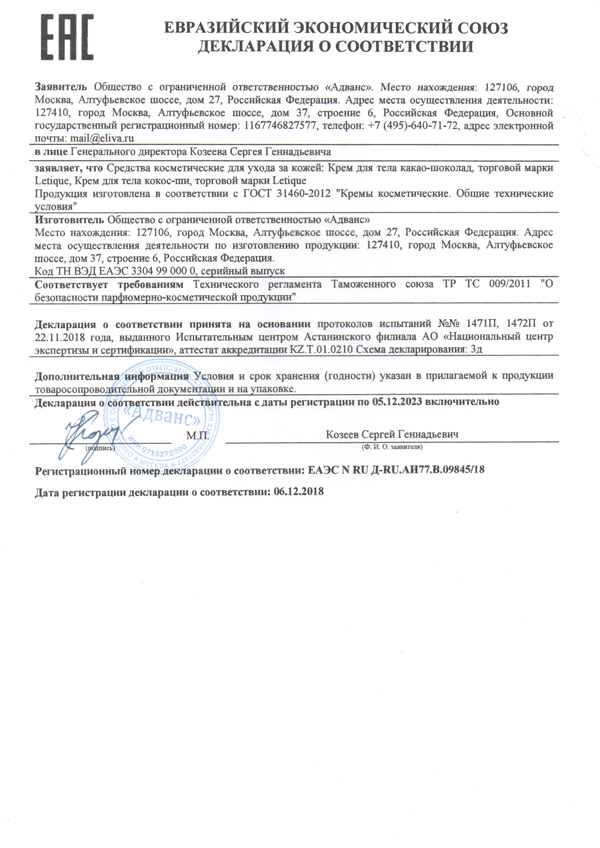 EAC
ЕВРАЗИЙСКИЙ ЭКОНОМИЧЕСКИЙ СОЮЗ
ДЕКЛАРАЦИЯ О СООТВЕТСТВИИ
Заявитель Общество с ограниченной ответственностью «Адванс». Место нахождения: 127106, город
Москва, Алтуфьевское шоссе, дом 27, Российская Федерация. Адрес места осуществления деятельности:
127410, город Москва, Алтуфьевское шоссе, дом 37, строение 6, Российская Федерация, Основной
государственный регистрационный номер: 1167746827577, телефон: +7 (495)-640-71-72, адрес электронной
почты: mail@eliva.ru
в лице Генерального директора Козеева Сергея Геннадьевича
заявляет, что Средства косметические для ухода за кожей: Крем для тела какао-шоколад, торговой марки
Letique, Крем для тела кокос-ши, торговой марки Letique
Продукция изготовлена в соответствии с ГОСТ 31460-2012 "Кремы косметические. Общие технические
условия"
Изготовитель Общество с ограниченной ответственностью «Адванс»
Место нахождения: 127106, город Москва, Алтуфьевское шоссе, дом 27, Российская Федерация. Адрес
места осуществления деятельности по изготовлению продукции: 127410, город Москва, Алтуфьевское
шоссе, дом 37, строение 6, Российская Федерация.
Код ТН ВЭД ЕАЭС 3304 99 000 0, серийный выпуск
Соответствует требованиям Технического регламента Таможенного союза ТР ТС 009/2011 "О
безопасности парфюмерно-косметической продукции"
Декларация о соответствии принята на основании протоколов испытаний №№ 1471П, 1472П от
22.11.2018 года, выданного Испытательным центром Астанинского филиала АО «Национальный центр
экспертизы и сертификации», аттестат аккредитации KZ.T.01.0210 Схема декларирования: 3д
Дополнительная информация Условия и срок хранения (годности) указан в прилагаемой к продукции
товаросопроводительной документации и на упаковке.
Декларация о соответствии действительна с даты регистрации по 05.12.2023 включительно
«Адванс»
М.П.
Козеев Сергей Геннадьевич
(подпись)
(Ф. И. О. заявителя)
Регистрационный номер декларации о соответствии: ЕАЭС N RU Д-RU.АИ77.В.09845/18
Дата регистрации декларации о соответствии: 06.12.2018